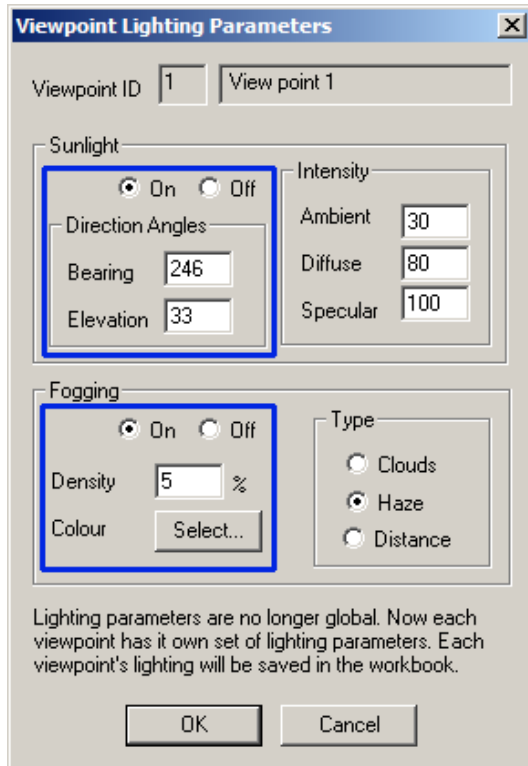 Viewpoint Lighting Parameters
Viewpoint ID 1 View point 1
Sunlight
On Off
Direction Angles
Bearing 246
Elevation 33
Intensity
Ambient 30
Diffuse 80
Specular 100
Fogging
On Off
Density 5 %
Colour Select...
Type
Clouds
Haze
Distance
Lighting parameters are no longer global. Now each
viewpoint has it own set of lighting parameters. Each
viewpoint's lighting will be saved in the workbook.
OK Cancel